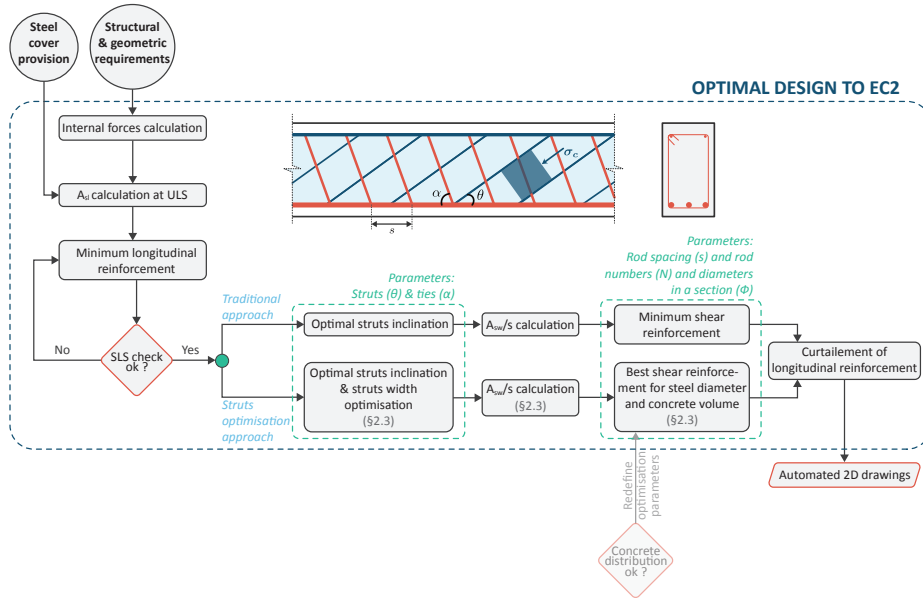 Steel
cover
provision
Structural
& geometric
requirements
OPTIMAL DESIGN TO EC2
Internal forces calculation
A_sl calculation at ULS
Minimum longitudinal
reinforcement
SLS check
ok ?
No
Yes
σ_c
α
θ
s
Traditional
approach
Struts
optimisation
approach
Parameters:
Struts (θ) & ties (α)
Optimal struts inclination
Optimal struts inclination
& struts width
optimisation
(§2.3)
A_sw/s calculation
A_sw/s calculation
(§2.3)
Parameters:
Rod spacing (s) and rod
numbers (N) and diameters
in a section (Φ)
Minimum shear
reinforcement
Best shear reinforce-
ment for steel diameter
and concrete volume
(§2.3)
Curtailement of
longitudinal reinforcement
Automated 2D drawings
Redefine
optimisation
parameters
Concrete
distribution
ok ?